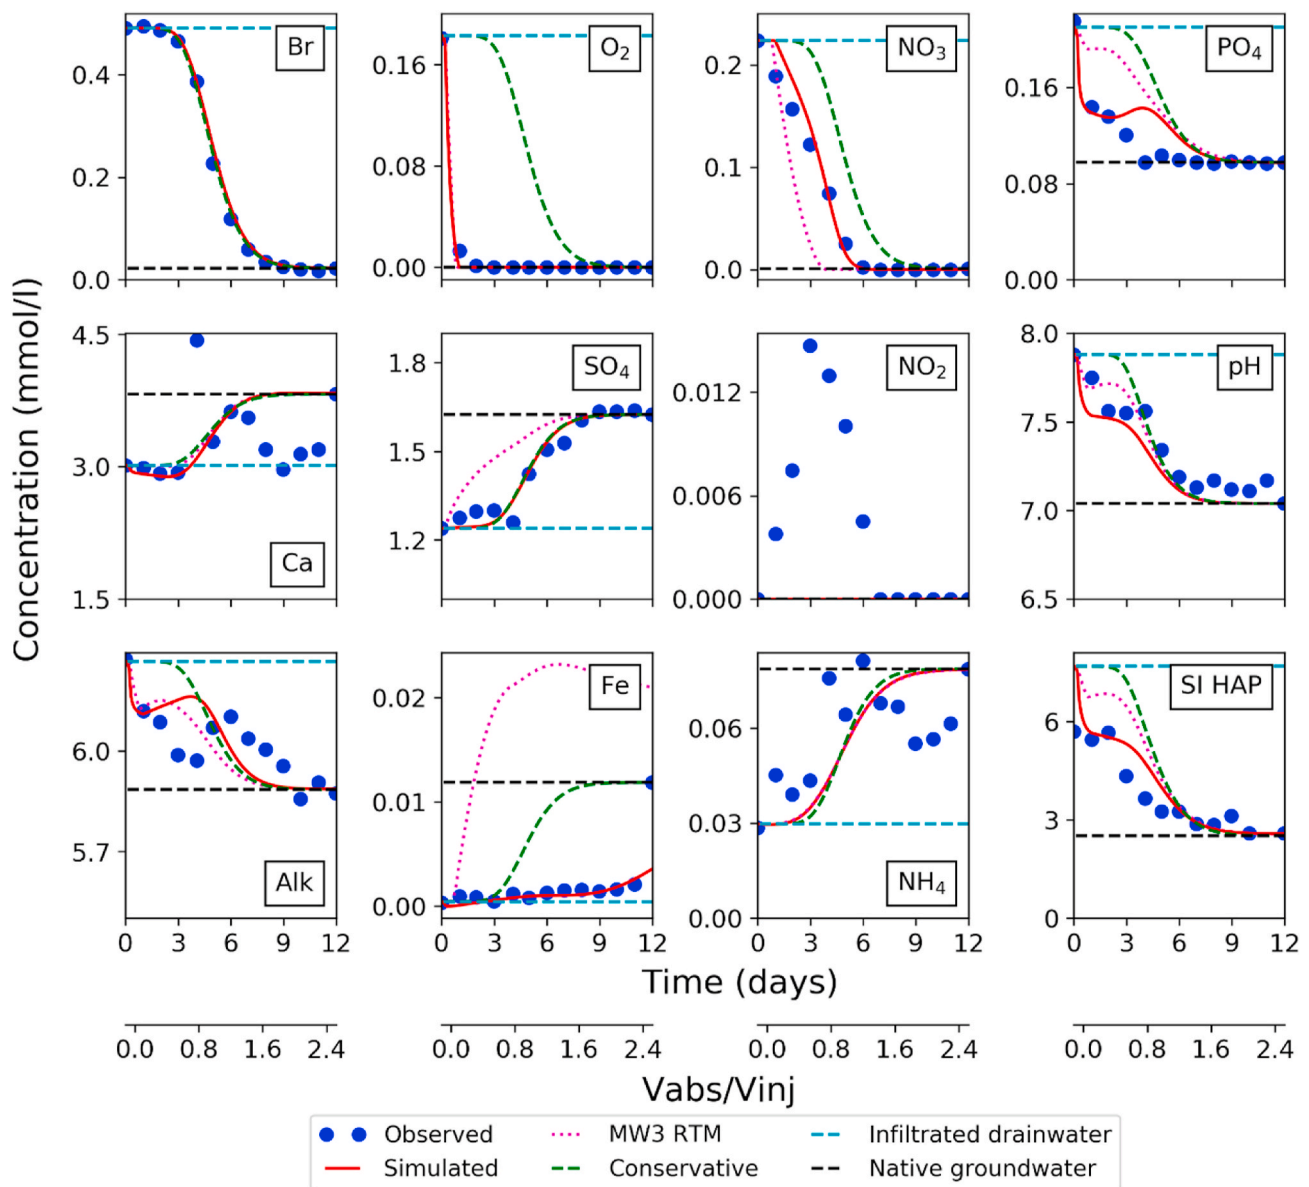 Concentration (mmol/l)
Br
0.4
0.2
0.0
O2
0.16
0.08
0.00
NO3
0.2
0.1
0.0
PO4
0.16
0.08
0.00
Ca
4.5
3.0
1.5
SO4
1.8
1.5
1.2
NO2
0.012
0.006
0.000
pH
8.0
7.5
7.0
6.5
Alk
6.0
5.7
Fe
0.02
0.01
0.00
NH4
0.06
0.03
0.00
SI HAP
6
3
0
0 3 6 9 12 0 3 6 9 12 0 3 6 9 12 0 3 6 9 12
Time (days)
0.0 0.8 1.6 2.4 0.0 0.8 1.6 2.4 0.0 0.8 1.6 2.4 0.0 0.8 1.6 2.4
Vabs/Vinj
Observed MW3 RTM Infiltrated drainwater
Simulated Conservative Native groundwater